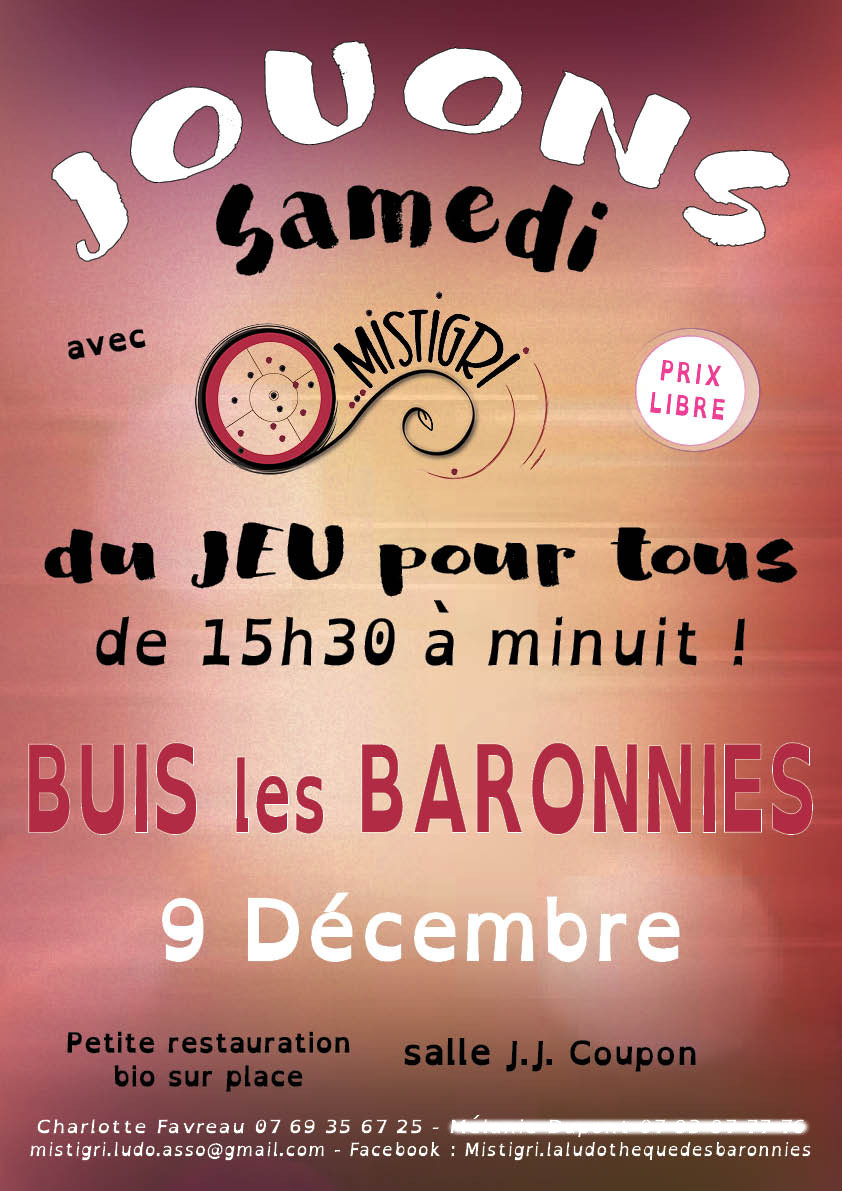 JOUONS
Samedi
avec
MiSTiGRI
PRIX
LIBRE
du JEU pour tous
de 15h30 à minuit !
BUIS les BARONNIES
9 Décembre
Petite restauration
bio sur place
salle J.J. Coupon
Charlotte Favreau 07 69 35 67 25 -
mistigri.ludo.asso@gmail.com - Facebook : Mistigri.laludothequedesbaronnies